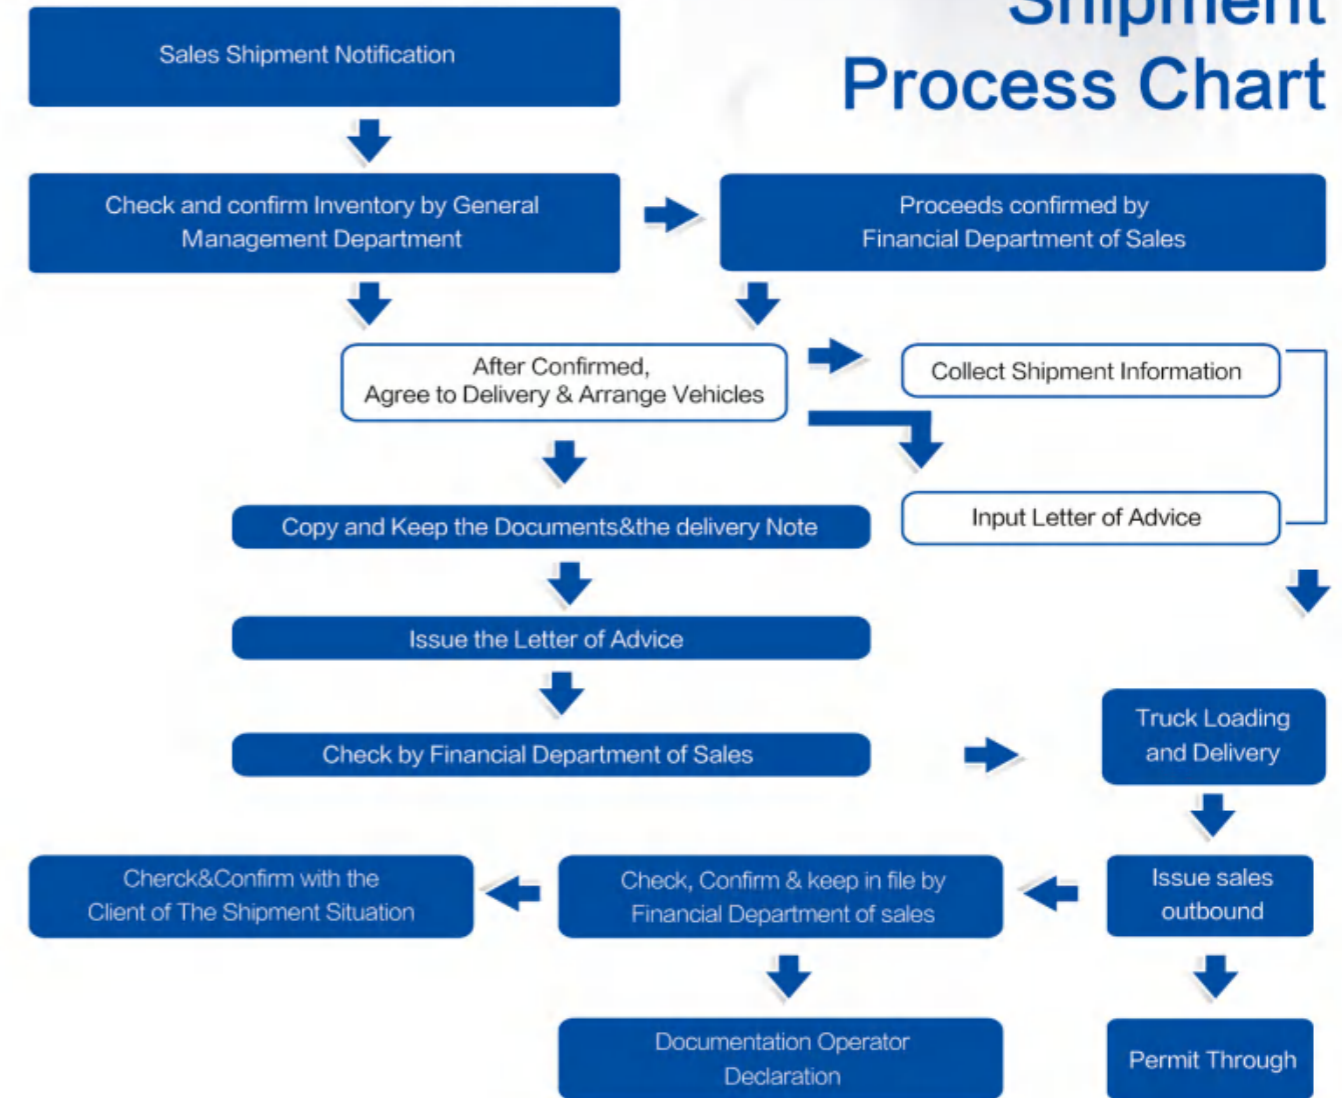 Shipment
Process Chart
Sales Shipment Notification
Check and confirm Inventory by General
Management Department
Proceeds confirmed by
Financial Department of Sales
After Confirmed,
Agree to Delivery & Arrange Vehicles
Collect Shipment Information
Input Letter of Advice
Copy and Keep the Documents&the delivery Note
Issue the Letter of Advice
Check by Financial Department of Sales
Truck Loading
and Delivery
Cherck&Confirm with the
Client of The Shipment Situation
Check, Confirm & keep in file by
Financial Department of sales
Issue sales
outbound
Documentation Operator
Declaration
Permit Through